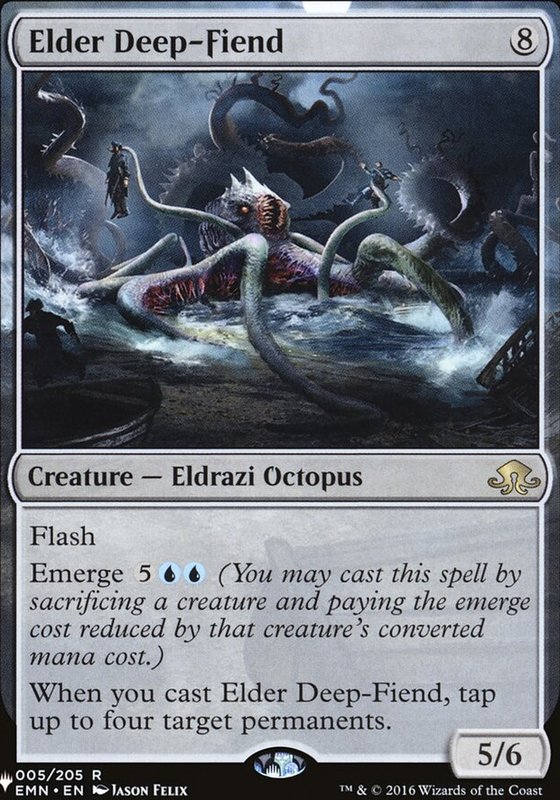 Elder Deep-Fiend 8
Creature — Eldrazi Octopus
Flash
Emerge 5 (You may cast this spell by
sacrificing a creature and paying the emerge
cost reduced by that creature's converted
mana cost.)
When you cast Elder Deep-Fiend, tap
up to four target permanents.
5/6
005/205 R
EMN • EN Jason Felix
™ & © 2016 Wizards of the Coast